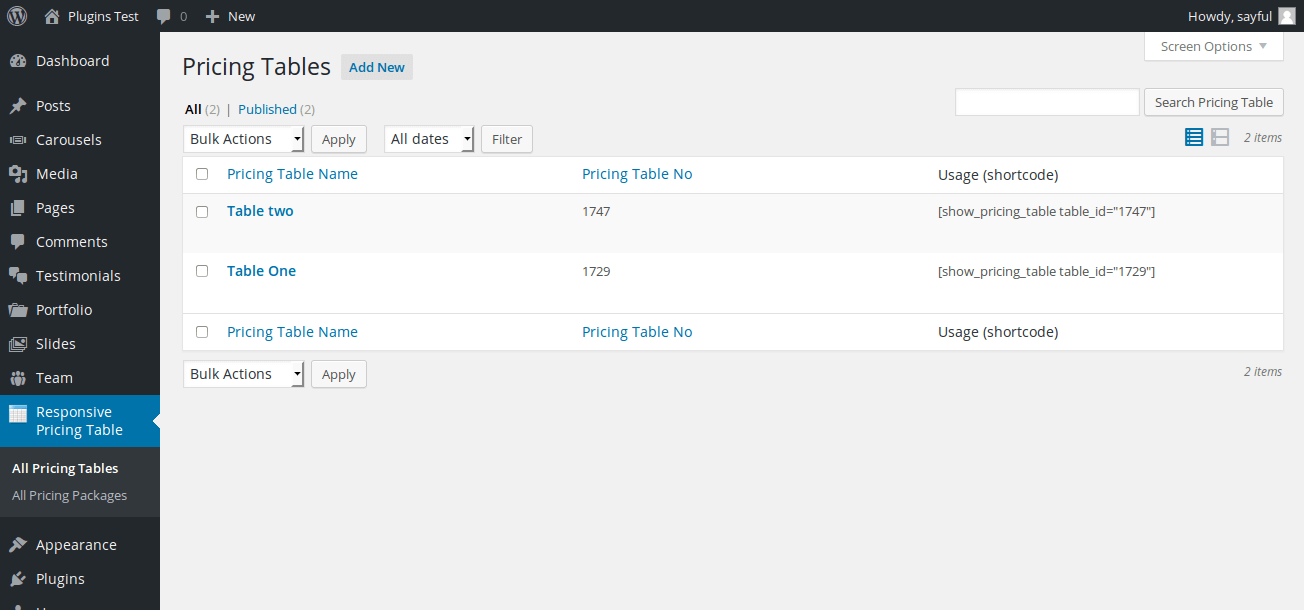 Plugins Test 0 New Howdy, sayful
Dashboard
Posts
Carousels
Media
Pages
Comments
Testimonials
Portfolio
Slides
Team
Responsive
Pricing Table
All Pricing Tables
All Pricing Packages
Appearance
Plugins
Screen Options
Pricing Tables Add New
All (2) | Published (2)
Search Pricing Table
Bulk Actions Apply All dates Filter 2 items
Pricing Table Name Pricing Table No Usage (shortcode)
Table two 1747 [show_pricing_table table_id="1747"]
Table One 1729 [show_pricing_table table_id="1729"]
Pricing Table Name Pricing Table No Usage (shortcode)
Bulk Actions Apply 2 items